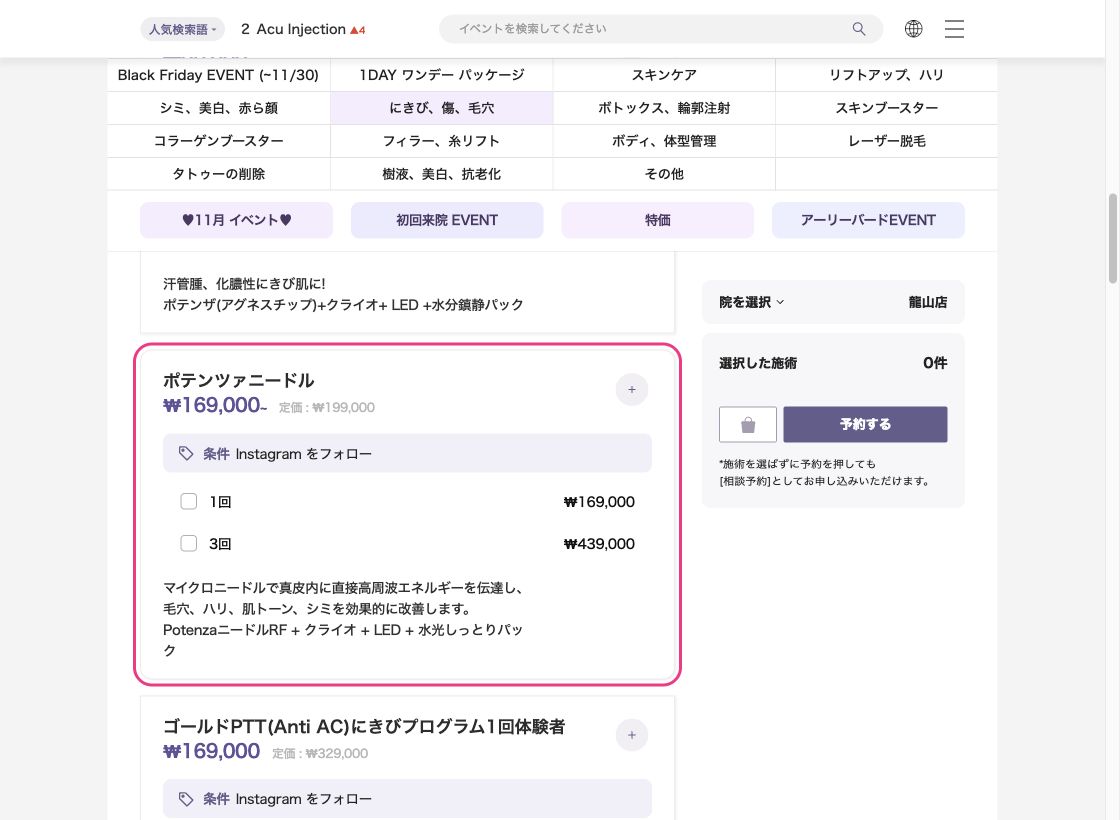 人気検索語 2 Acu Injection ▲4 イベントを検索してください
Black Friday EVENT (~11/30) 1DAY ワンデー パッケージ スキンケア リフトアップ、ハリ
シミ、美白、赤ら顔 にきび、傷、毛穴 ボトックス、輪郭注射 スキンブースター
コラーゲンブースター フィラー、糸リフト ボディ、体型管理 レーザー脱毛
タトゥーの削除 樹液、美白、抗老化 その他
♥11月 イベント♥ 初回来院 EVENT 特価 アーリーバードEVENT
汗管腫、化膿性にきび肌に!
ポテンザ(アグネスチップ)+クライオ+ LED +水分鎮静パック
ポテンツァニードル
₩169,000~ 定価 : ₩199,000
+
条件 Instagram をフォロー
1回 ₩169,000
3回 ₩439,000
マイクロニードルで真皮内に直接高周波エネルギーを伝達し、
毛穴、ハリ、肌トーン、シミを効果的に改善します。
PotenzaニードルRF + クライオ + LED + 水光しっとりパッ
ク
ゴールドPTT(Anti AC)にきびプログラム1回体験者
₩169,000 定価 : ₩329,000
+
条件 Instagram をフォロー
院を選択 龍山店
選択した施術 0件
予約する
*施術を選ばずに予約を押しても
[相談予約]としてお申し込みいただけます。